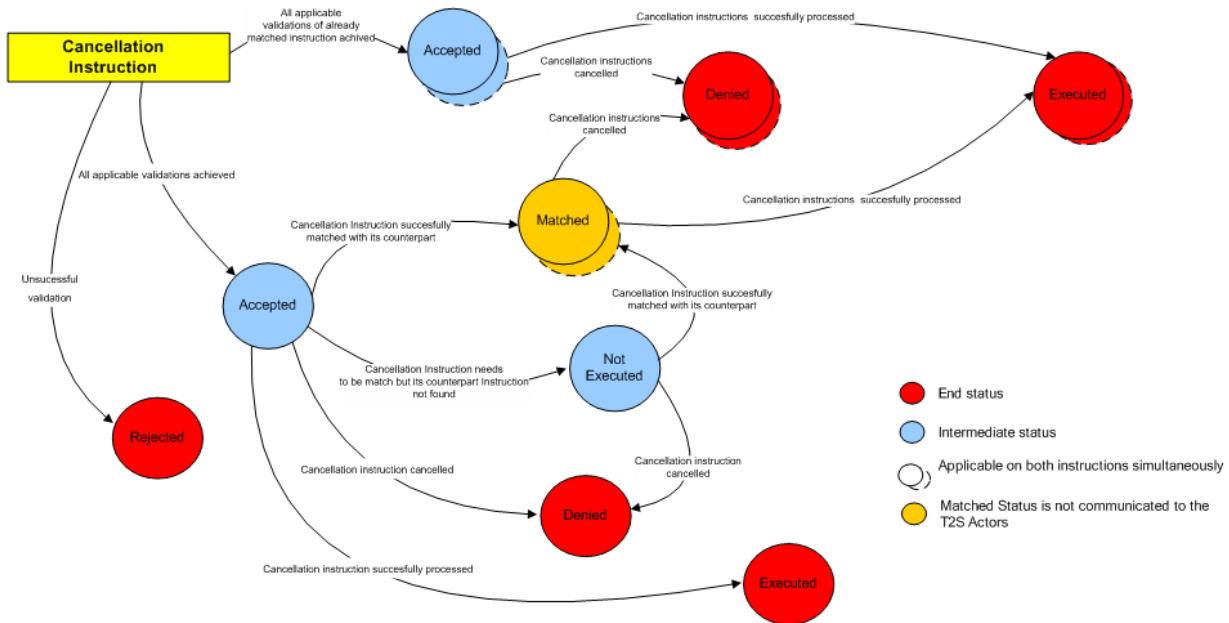 Cancellation
Instruction
All applicable
validations of already
matched instruction achived
Accepted
Cancellation instructions succesfully processed
Cancellation instructions
cancelled
Denied
Executed
Cancellation instructions
cancelled
All applicable validations achieved
Matched
Cancellation instructions succesfully processed
Cancellation Instruction succesfully
matched with its counterpart
Unsucessful
validation
Accepted
Cancellation Instruction succesfully
matched with its counterpart
Not
Executed
Cancellation Instruction needs
to be match but its counterpart Instruction
not found
End status
Rejected
Intermediate status
Cancellation instruction cancelled
Cancellation instruction
cancelled
Applicable on both instructions simultaneously
Denied
Matched Status is not communicated to the
T2S Actors
Cancellation instruction succesfully processed
Executed